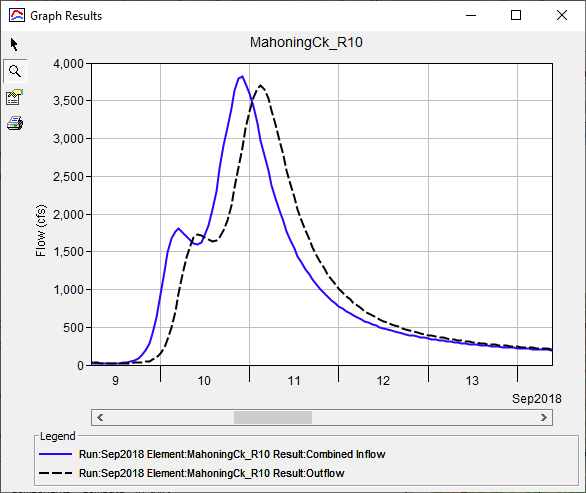 Graph Results
MahoningCk_R10
4,000
3,500
3,000
2,500
2,000
1,500
1,000
500
0
Flow (cfs)
9 10 11 12 13
Sep2018
Legend
Run:Sep2018 Element:MahoningCk_R10 Result:Combined Inflow
Run:Sep2018 Element:MahoningCk_R10 Result:Outflow